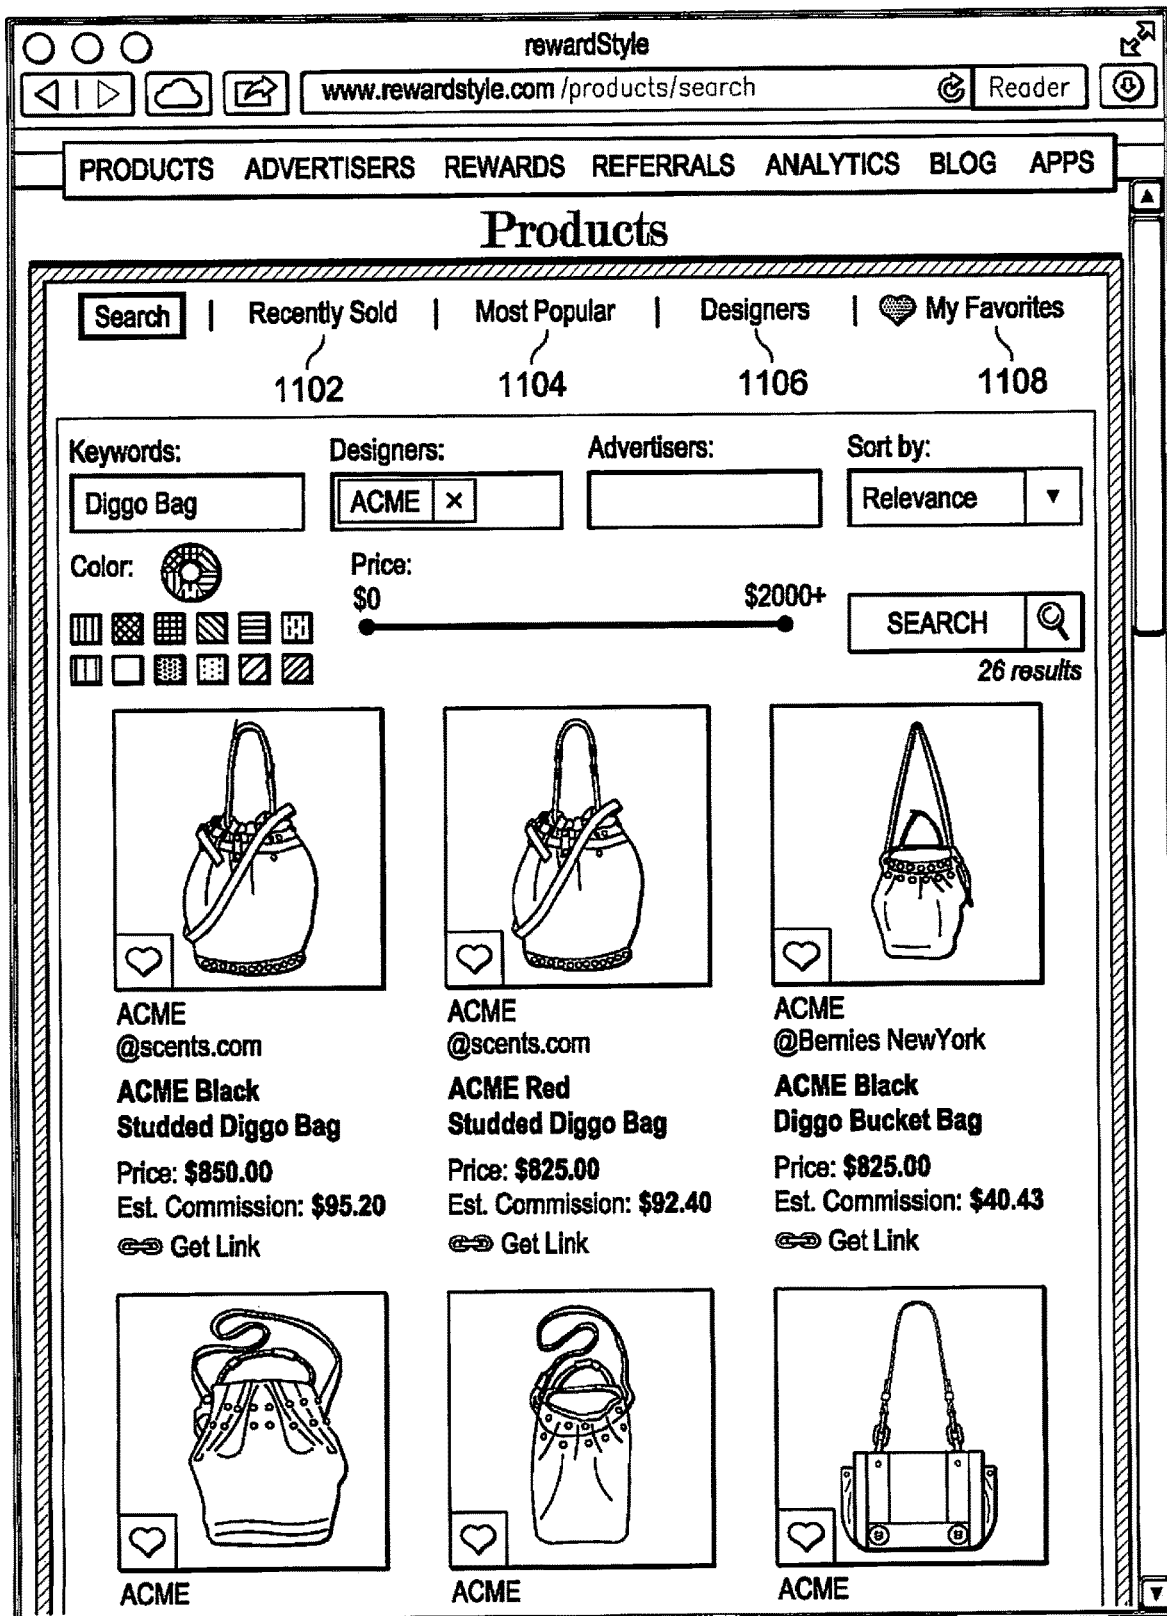 rewardStyle
www.rewardstyle.com /products/search Reader
PRODUCTS ADVERTISERS REWARDS REFERRALS ANALYTICS BLOG APPS
Products
Search | Recently Sold | Most Popular | Designers | My Favorites
1102 1104 1106 1108
Keywords: Designers: Advertisers: Sort by:
Diggo Bag ACME × Relevance
Color: Price:
$0 $2000+
SEARCH
26 results
ACME ACME ACME
@scents.com @scents.com @Bernies NewYork
ACME Black ACME Red ACME Black
Studded Diggo Bag Studded Diggo Bag Diggo Bucket Bag
Price: $850.00 Price: $825.00 Price: $825.00
Est. Commission: $95.20 Est. Commission: $92.40 Est. Commission: $40.43
Get Link Get Link Get Link
ACME ACME ACME